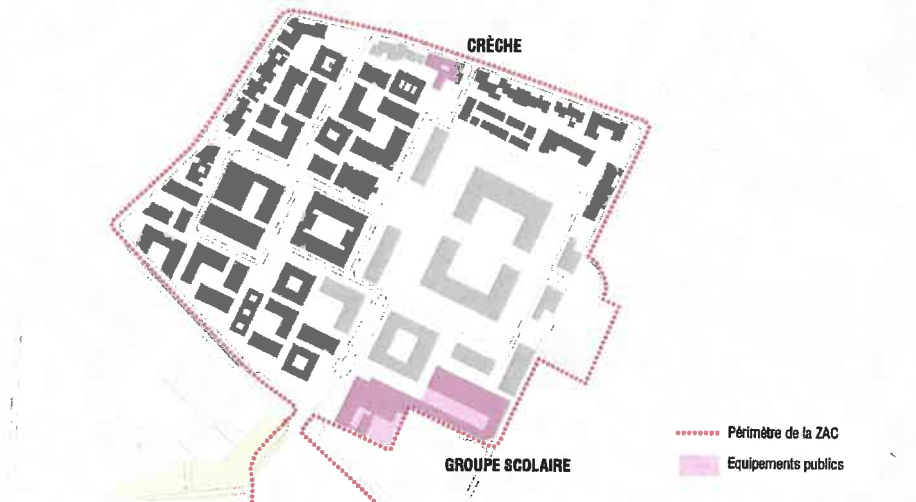 CRÈCHE
GROUPE SCOLAIRE
Périmètre de la ZAC
Equipements publics